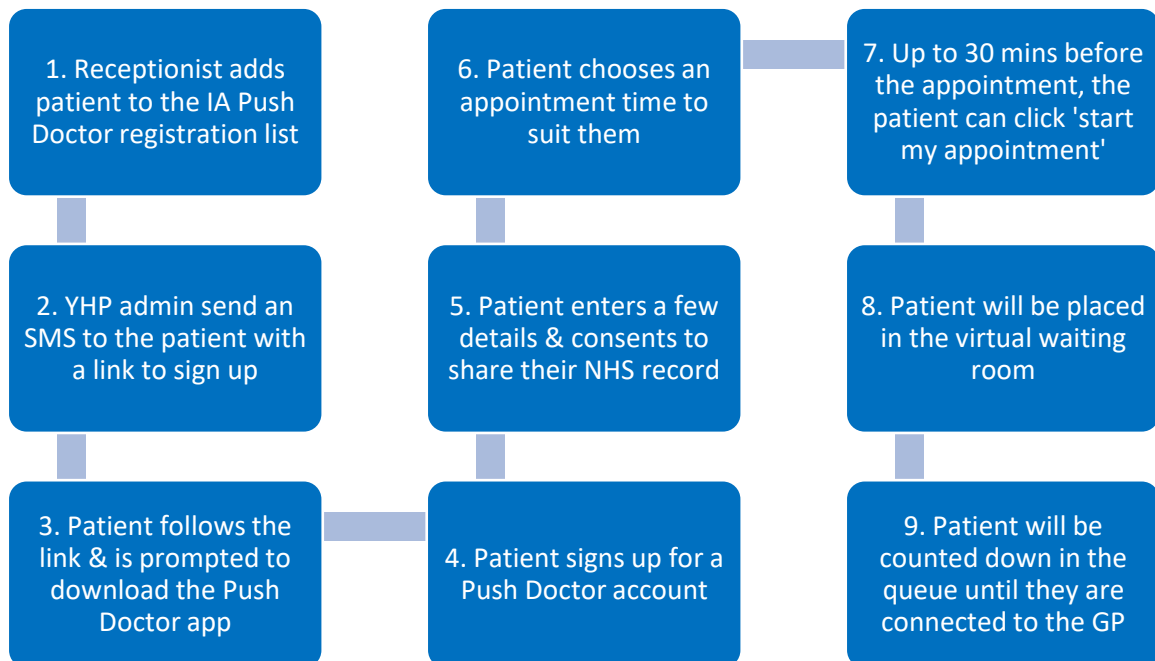 1. Receptionist adds
patient to the IA Push
Doctor registration list
2. YHP admin send an
SMS to the patient with
a link to sign up
3. Patient follows the
link & is prompted to
download the Push
Doctor app
4. Patient signs up for a
Push Doctor account
5. Patient enters a few
details & consents to
share their NHS record
6. Patient chooses an
appointment time to
suit them
7. Up to 30 mins before
the appointment, the
patient can click 'start
my appointment'
8. Patient will be placed
in the virtual waiting
room
9. Patient will be
counted down in the
queue until they are
connected to the GP